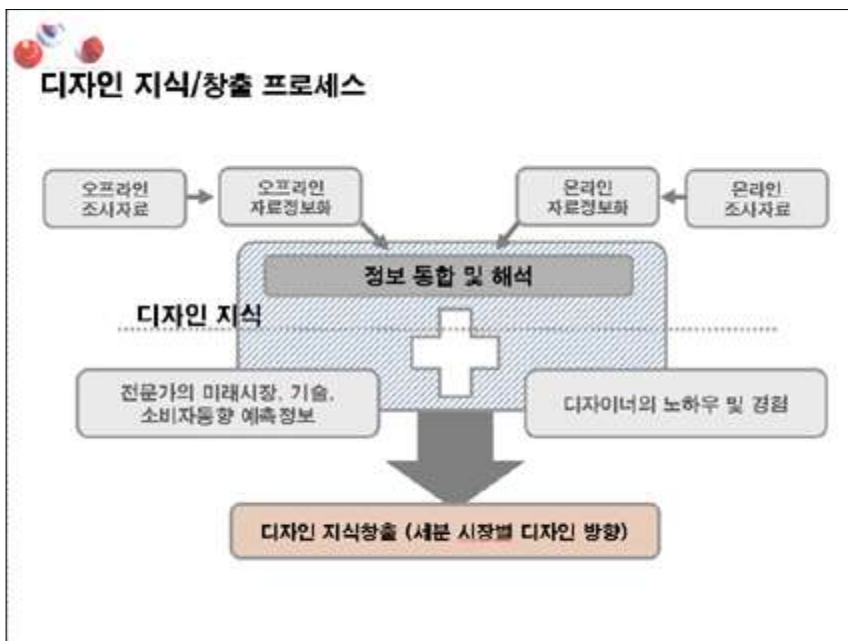 디자인 지식/창출 프로세스
오프라인
조사자료
오프라인
자료정보화
온라인
자료정보화
온라인
조사자료
정보 통합 및 해석
디자인 지식
전문가의 미래시장, 기술,
소비자동향 예측정보
디자이너의 노하우 및 경험
디자인 지식창출 (세분 시장별 디자인 방향)